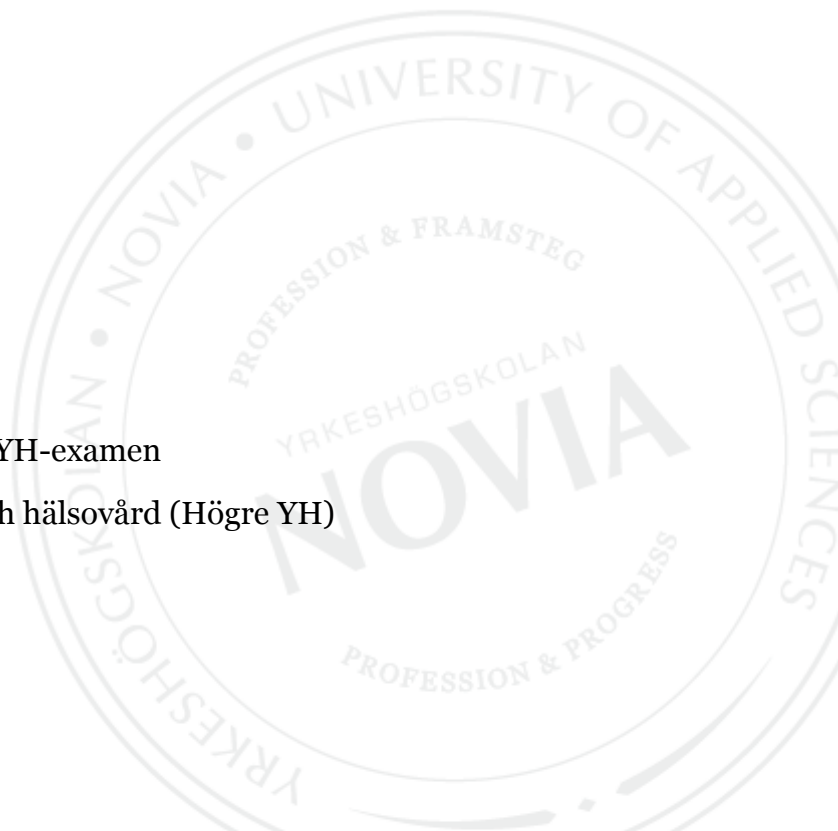 YH-examen
h hälsovård (Högre YH)
YRKESHÖGSKOLAN • NOVIA • UNIVERSITY OF APPLIED SCIENCES
PROFESSION & FRAMSTEG
YRKESHÖGSKOLAN
NOVIA
PROFESSION & PROGRESS